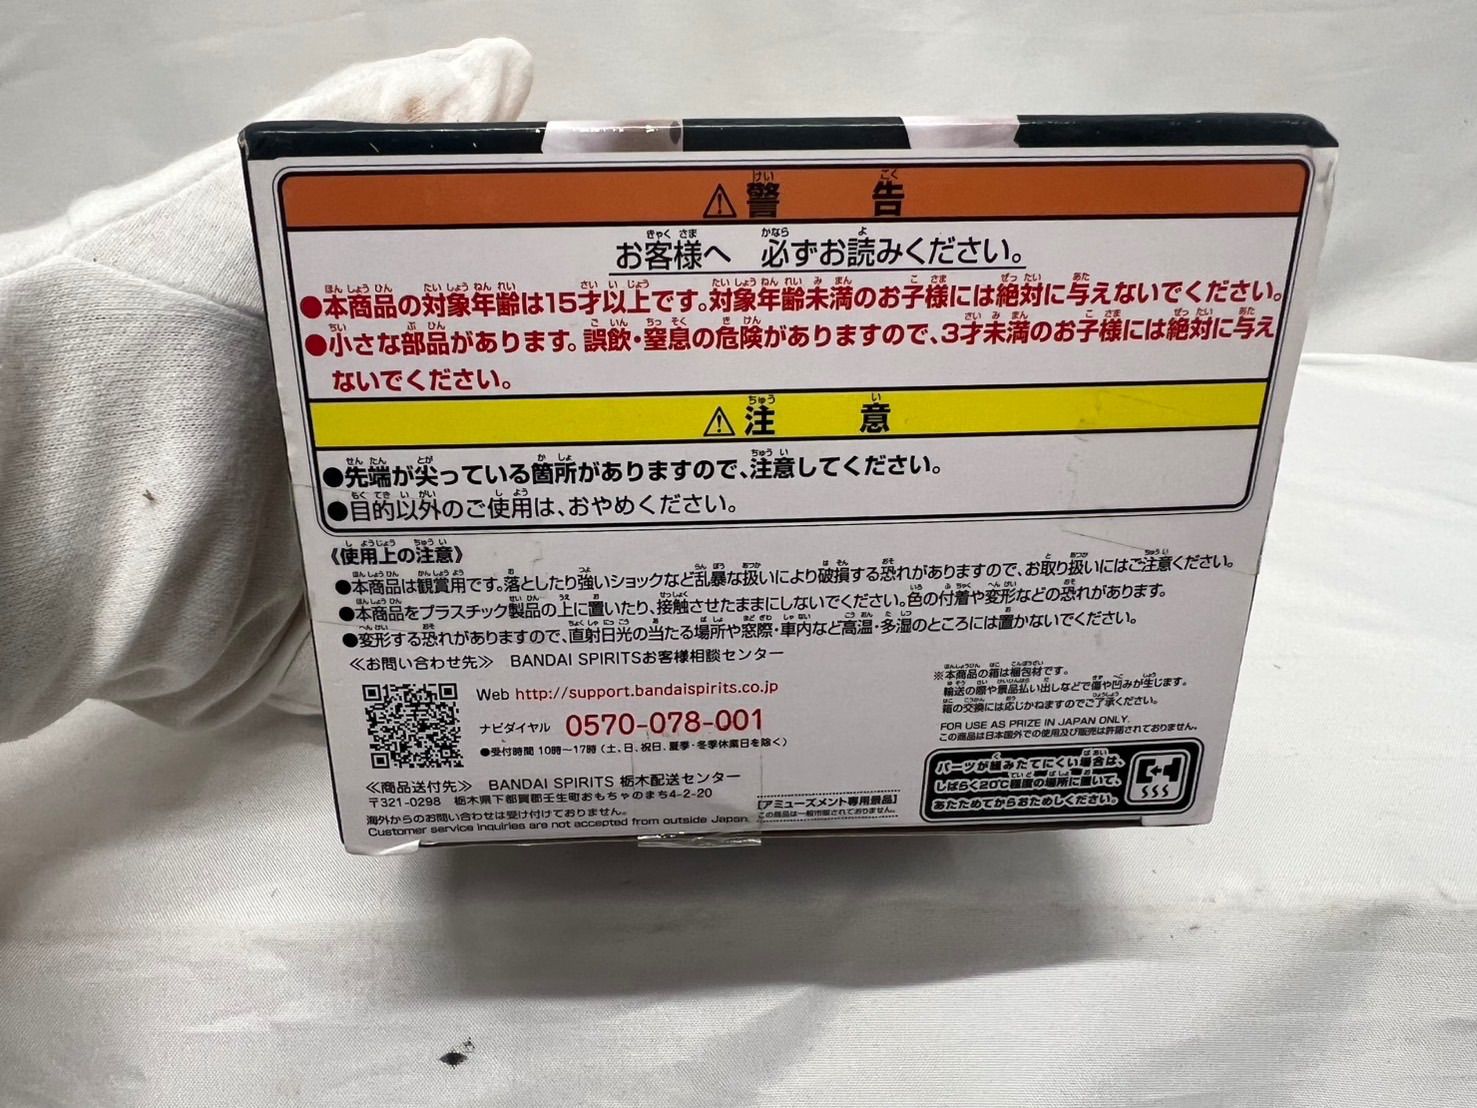 ⚠警告
お客様へ 必ずお読みください。
●本商品の対象年齢は15才以上です。対象年齢未満のお子様には絶対に与えないでください。
●小さな部品があります。誤飲・窒息の危険がありますので、3才未満のお子様には絶対に与え
ないでください。
⚠注意
●先端が尖っている箇所がありますので、注意してください。
●目的以外のご使用は、おやめください。
《使用上の注意》
●本商品は観賞用です。落としたり強いショックなど乱暴な扱いにより破損する恐れがありますので、お取り扱いにはご注意ください。
●本商品をプラスチック製品の上に置いたり、接触させたままにしないでください。色の付着や変形などの恐れがあります。
●変形する恐れがありますので、直射日光の当たる場所や窓際・車内など高温・多湿のところには置かないでください。
≪お問い合わせ先≫ BANDAI SPIRITSお客様相談センター
Web http://support.bandaispirits.co.jp
ナビダイヤル 0570-078-001
●受付時間 10時〜17時(土、日、祝日、夏季・冬季休業日を除く)
≪商品送付先≫ BANDAI SPIRITS 栃木配送センター
〒321-0298 栃木県下都賀郡壬生町おもちゃのまち4-2-20
海外からのお問い合わせは受け付けておりません。
Customer service inquiries are not accepted from outside Japan.
[アミューズメント専用景品]
この商品は一般市販されておりません。
※本商品の箱は梱包材です。
輸送の際や景品払い出しなどで傷や凹みが生じます。
箱の交換には応じかねますのでご了承ください。
FOR USE AS PRIZE IN JAPAN ONLY.
この商品は日本国外での使用及び販売は許諾されておりません。
パーツが組みたてにくい場合は、
しばらく20℃程度の場所に置いて、
あたためてからおためしください。